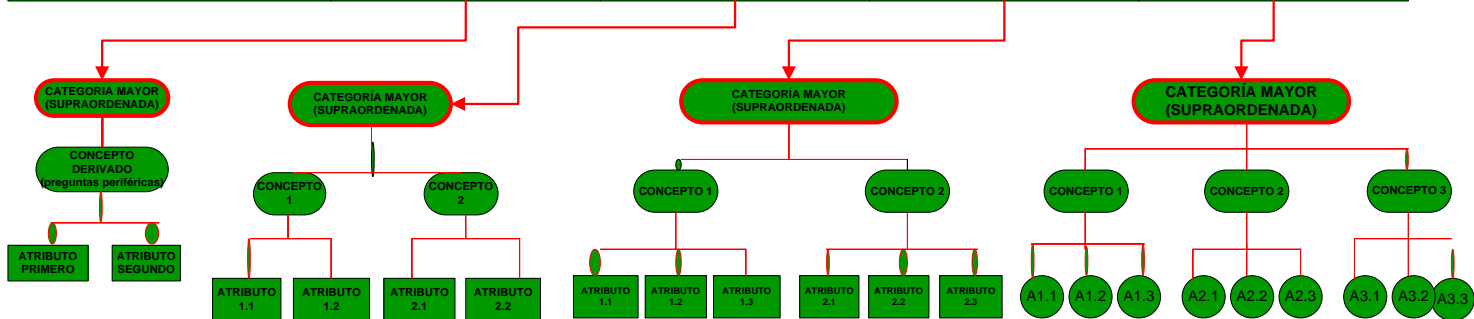 CATEGORÍA MAYOR
(SUPRAORDENADA)
CONCEPTO
DERIVADO
(preguntas periféricas)
ATRIBUTO
PRIMERO
ATRIBUTO
SEGUNDO
CATEGORÍA MAYOR
(SUPRAORDENADA)
CONCEPTO
1
CONCEPTO
2
ATRIBUTO
1.1
ATRIBUTO
1.2
ATRIBUTO
2.1
ATRIBUTO
2.2
CATEGORÍA MAYOR
(SUPRAORDENADA)
CONCEPTO 1
CONCEPTO 2
ATRIBUTO
1.1
ATRIBUTO
1.2
ATRIBUTO
1.3
ATRIBUTO
2.1
ATRIBUTO
2.2
ATRIBUTO
2.3
CATEGORÍA MAYOR
(SUPRAORDENADA)
CONCEPTO 1
CONCEPTO 2
CONCEPTO 3
A1.1
A1.2
A1.3
A2.1
A2.2
A2.3
A3.1
A3.2
A3.3